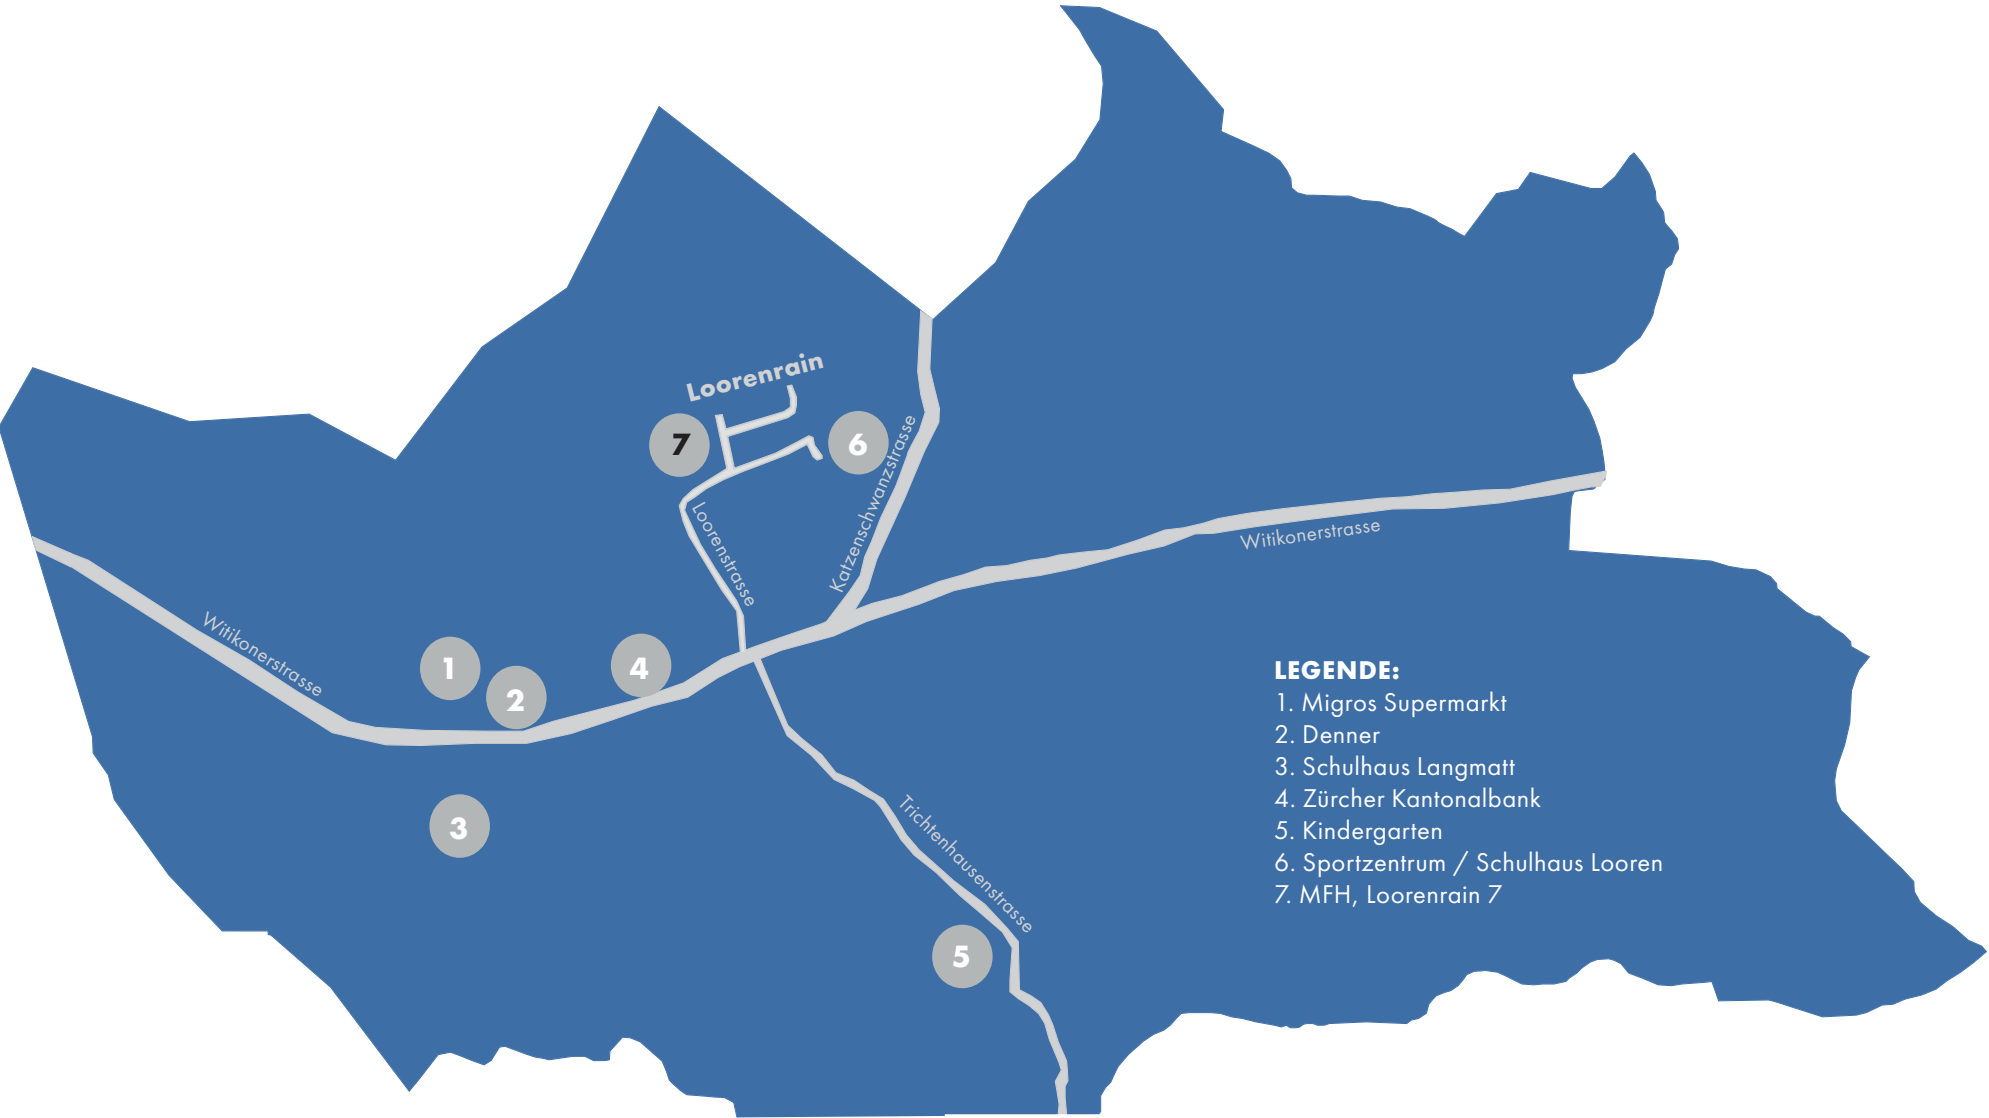 Loorenrain
7
6
Katzenschwanzstrasse
Loorenstrasse
Witikonerstrasse
Witikonerstrasse
1
2
4
3
Trichtenhausenstrasse
5
LEGENDE:
1. Migros Supermarkt
2. Denner
3. Schulhaus Langmatt
4. Zürcher Kantonalbank
5. Kindergarten
6. Sportzentrum / Schulhaus Looren
7. MFH, Loorenrain 7